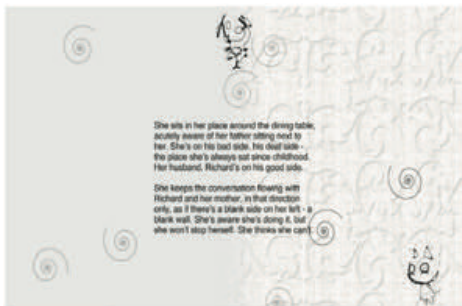 She sits in her place around the dining table,
acutely aware of her father sitting next to
her. She's on his bad side, his deaf side -
the place she's always sat since childhood.
Her husband, Richard's on his good side.
She keeps the conversation flowing with
Richard and her mother, in that direction
only, as if there's a blank side on her left - a
blank wall. She's aware she's doing it, but
she won't stop herself. She thinks she can't.